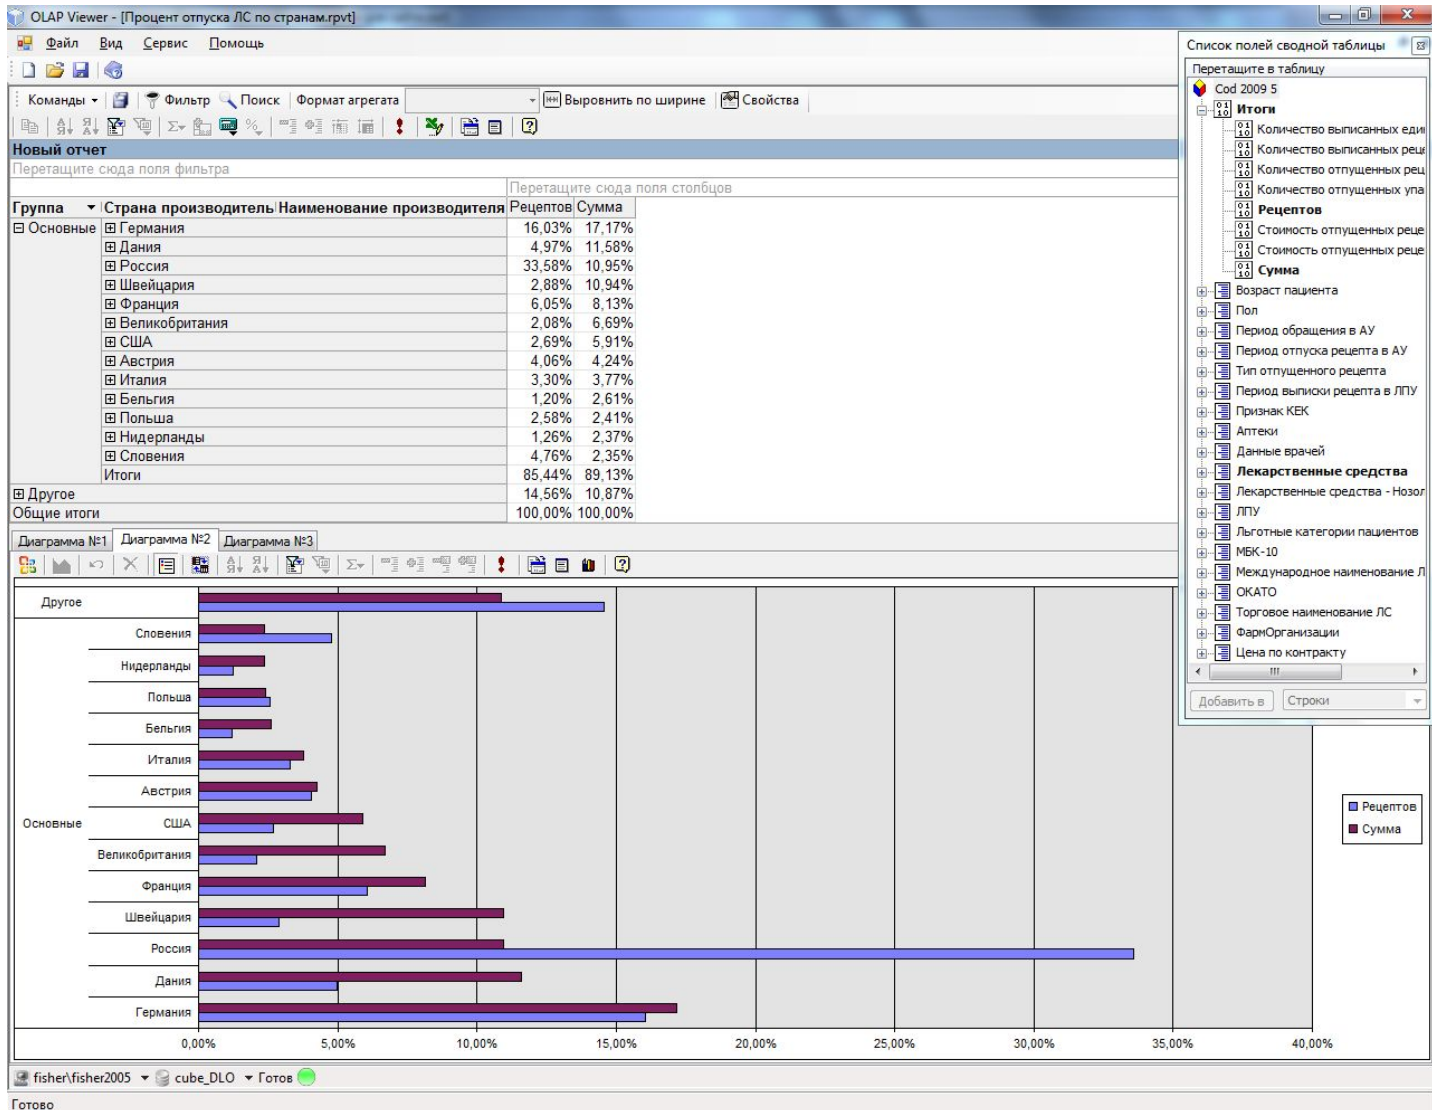 OLAP Viewer - [Процент отпуска ЛС по странам.rpvt]
Файл Вид Сервис Помощь
Команды Фильтр Поиск Формат агрегата Выровнить по ширине Свойства
Новый отчет
Перетащите сюда поля фильтра
Перетащите сюда поля столбцов
Группа Страна производитель Наименование производителя Рецептов Сумма
Основные Германия 16,03% 17,17%
Дания 4,97% 11,58%
Россия 33,58% 10,95%
Швейцария 2,88% 10,94%
Франция 6,05% 8,13%
Великобритания 2,08% 6,69%
США 2,69% 5,91%
Австрия 4,06% 4,24%
Италия 3,30% 3,77%
Бельгия 1,20% 2,61%
Польша 2,58% 2,41%
Нидерланды 1,26% 2,37%
Словения 4,76% 2,35%
Итоги 85,44% 89,13%
Другое 14,56% 10,87%
Общие итоги 100,00% 100,00%
Список полей сводной таблицы
Перетащите в таблицу
Cod 2009 5
Итоги
Количество выписанных еди
Количество выписанных реце
Количество отпущенных рец
Количество отпущенных упа
Рецептов
Стоимость отпущенных реце
Стоимость отпущенных реце
Сумма
Возраст пациента
Пол
Период обращения в АУ
Период отпуска рецепта в АУ
Тип отпущенного рецепта
Период выписки рецепта в ЛПУ
Признак КЕК
Аптеки
Данные врачей
Лекарственные средства
Лекарственные средства - Нозол
ЛПУ
Льготные категории пациентов
МБК-10
Международное наименование Л
ОКАТО
Торговое наименование ЛС
ФармОрганизации
Цена по контракту
Добавить в Строки
Диаграмма №1 Диаграмма №2 Диаграмма №3
Другое
Словения
Нидерланды
Польша
Бельгия
Италия
Австрия
Основные США
Великобритания
Франция
Швейцария
Россия
Дания
Германия
0,00% 5,00% 10,00% 15,00% 20,00% 25,00% 30,00% 35,00% 40,00%
Рецептов
Сумма
fisher\fisher2005 cube_DLO Готов
Готово